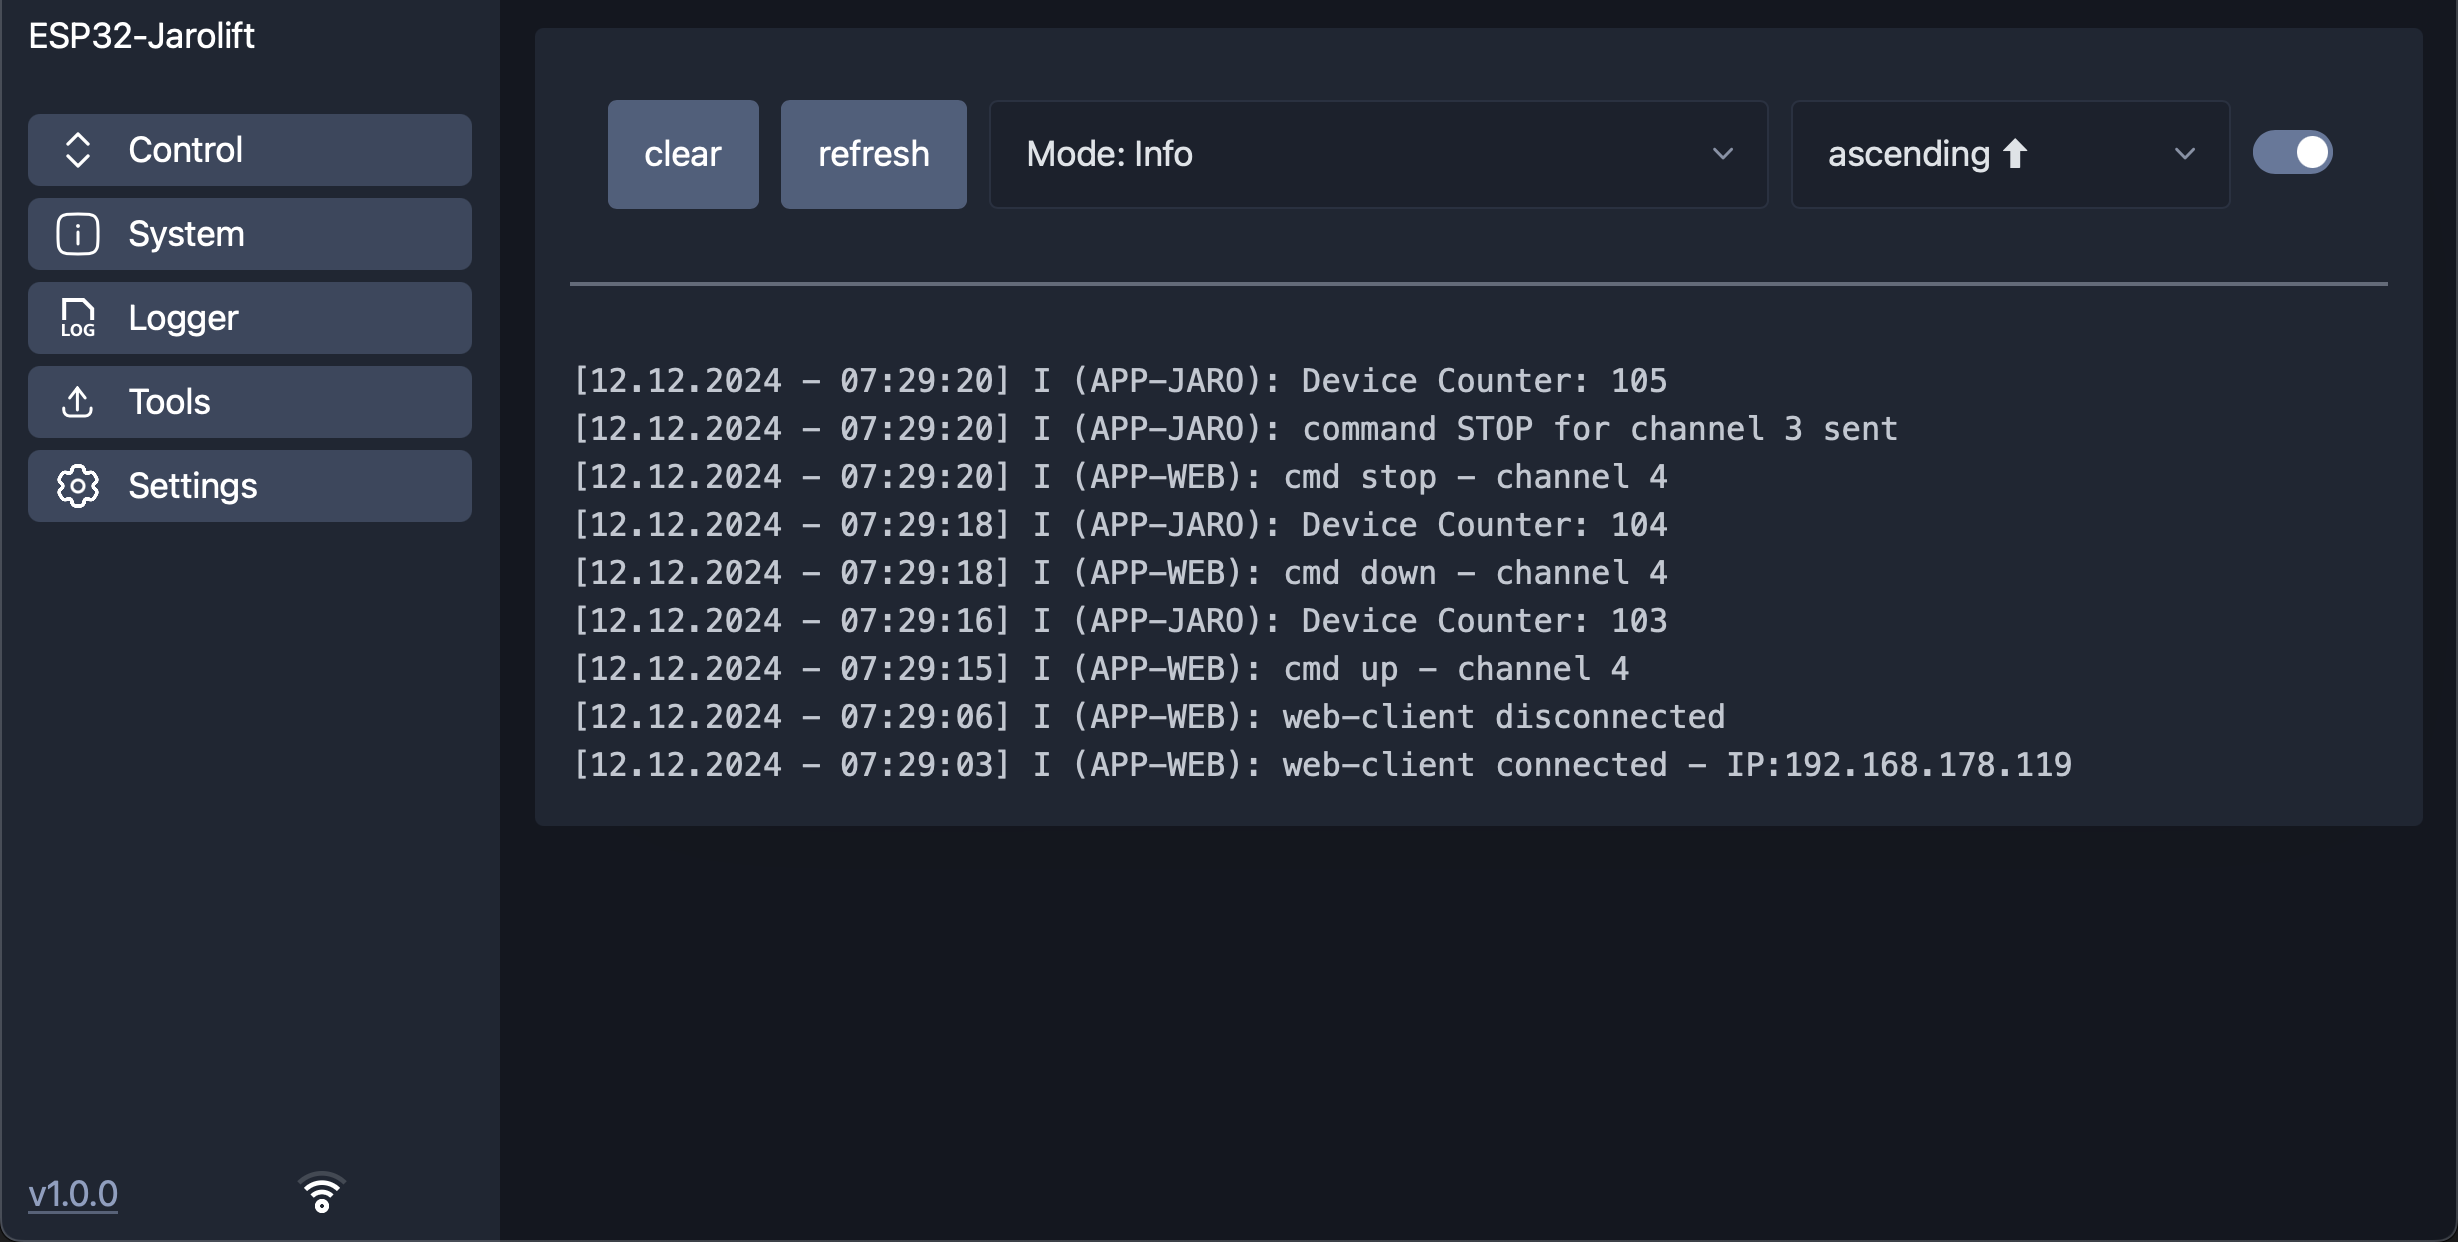 ESP32-Jarolift
Control
System
LOG Logger
Tools
Settings
v1.0.0
clear refresh Mode: Info ascending ⬆
[12.12.2024 - 07:29:20] I (APP-JARO): Device Counter: 105
[12.12.2024 - 07:29:20] I (APP-JARO): command STOP for channel 3 sent
[12.12.2024 - 07:29:20] I (APP-WEB): cmd stop - channel 4
[12.12.2024 - 07:29:18] I (APP-JARO): Device Counter: 104
[12.12.2024 - 07:29:18] I (APP-WEB): cmd down - channel 4
[12.12.2024 - 07:29:16] I (APP-JARO): Device Counter: 103
[12.12.2024 - 07:29:15] I (APP-WEB): cmd up - channel 4
[12.12.2024 - 07:29:06] I (APP-WEB): web-client disconnected
[12.12.2024 - 07:29:03] I (APP-WEB): web-client connected - IP:192.168.178.119